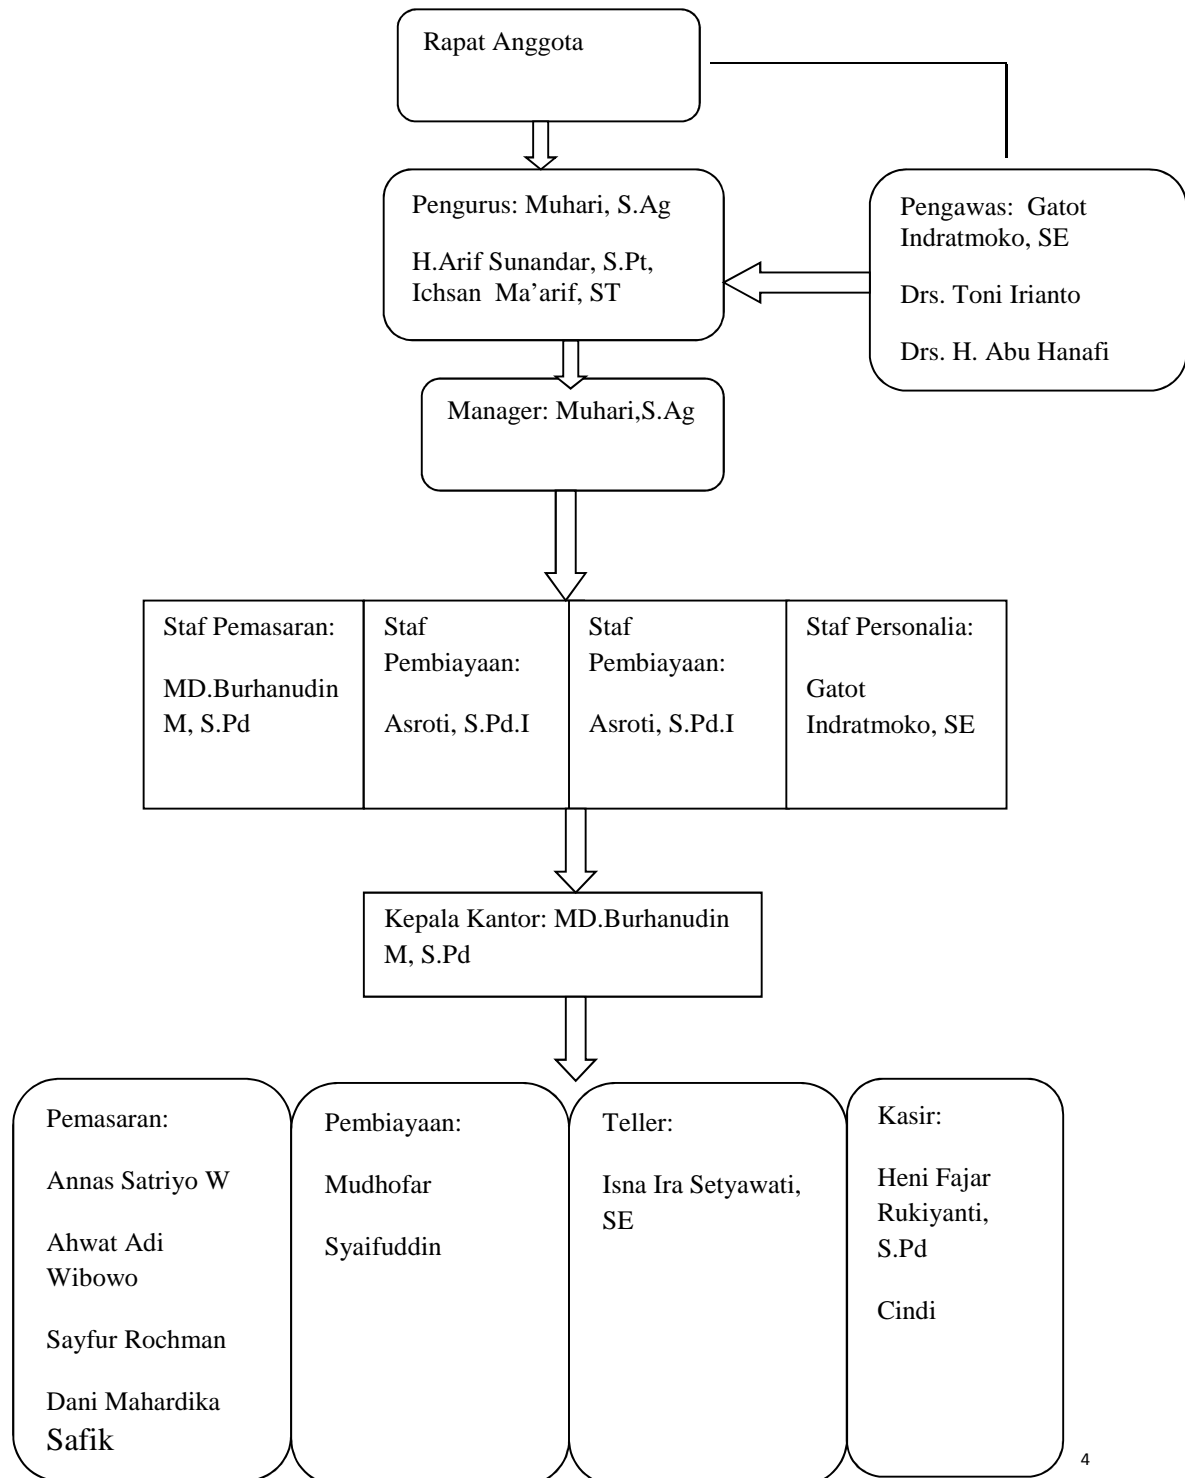 Rapat Anggota
Pengurus: Muhari, S.Ag
H.Arif Sunandar, S.Pt,
Ichsan Ma’arif, ST
Pengawas: Gatot
Indratmoko, SE
Drs. Toni Irianto
Drs. H. Abu Hanafi
Manager: Muhari,S.Ag
Staf Pemasaran:
MD.Burhanudin
M, S.Pd
Staf
Pembiayaan:
Asroti, S.Pd.I
Staf
Pembiayaan:
Asroti, S.Pd.I
Staf Personalia:
Gatot
Indratmoko, SE
Kepala Kantor: MD.Burhanudin
M, S.Pd
Pemasaran:
Annas Satriyo W
Ahwat Adi
Wibowo
Sayfur Rochman
Dani Mahardika
Safik
Pembiayaan:
Mudhofar
Syaifuddin
Teller:
Isna Ira Setyawati,
SE
Kasir:
Heni Fajar
Rukiyanti,
S.Pd
Cindi
4